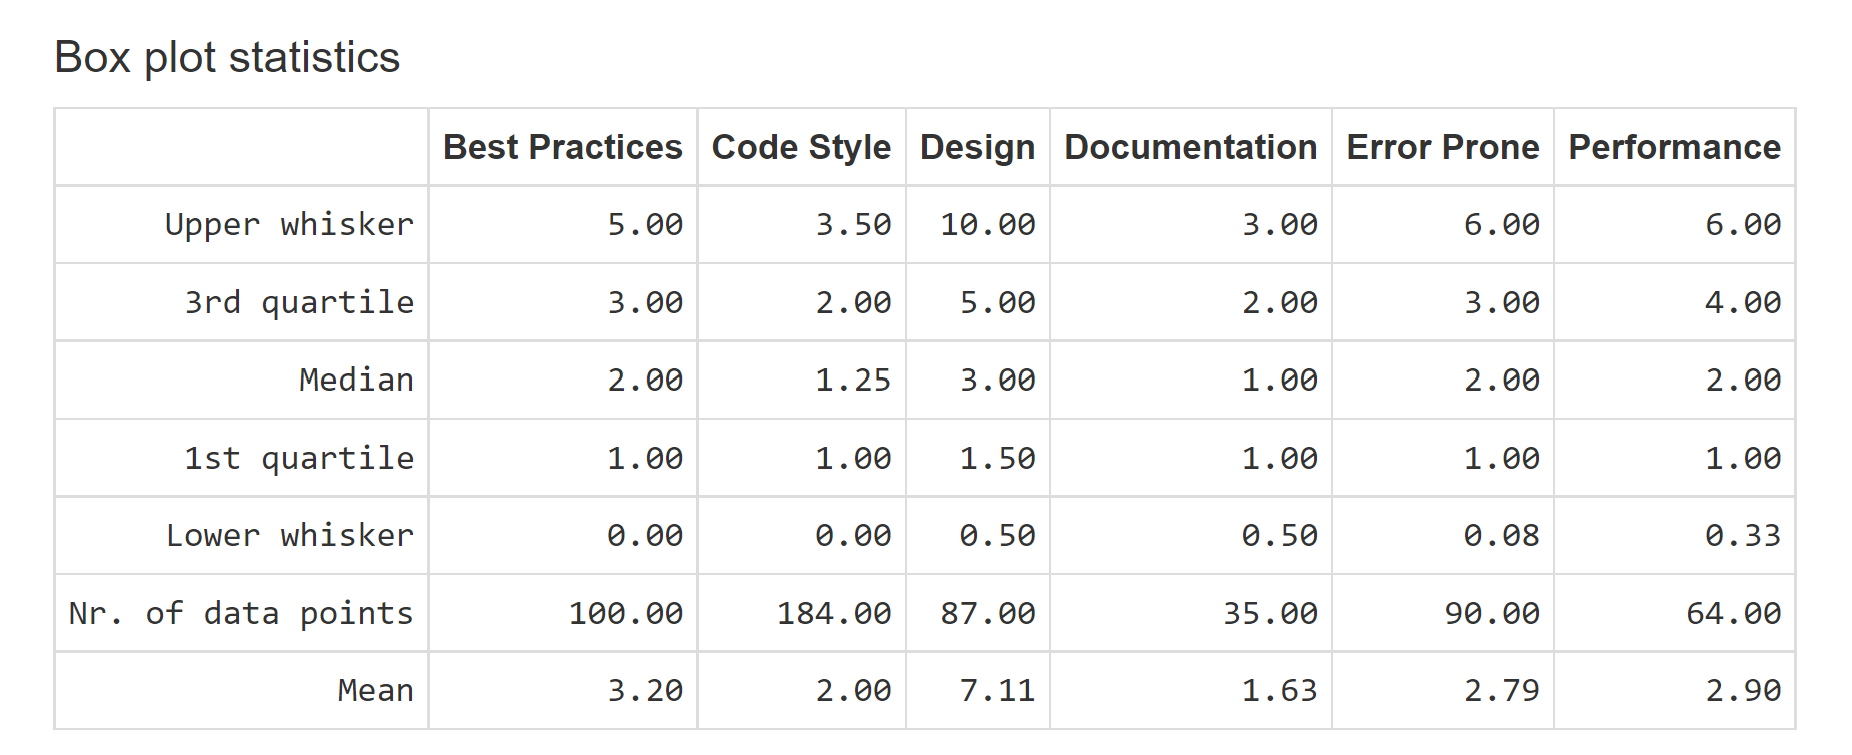 Box plot statistics
Best Practices Code Style Design Documentation Error Prone Performance
Upper whisker 5.00 3.50 10.00 3.00 6.00 6.00
3rd quartile 3.00 2.00 5.00 2.00 3.00 4.00
Median 2.00 1.25 3.00 1.00 2.00 2.00
1st quartile 1.00 1.00 1.50 1.00 1.00 1.00
Lower whisker 0.00 0.00 0.50 0.50 0.08 0.33
Nr. of data points 100.00 184.00 87.00 35.00 90.00 64.00
Mean 3.20 2.00 7.11 1.63 2.79 2.90